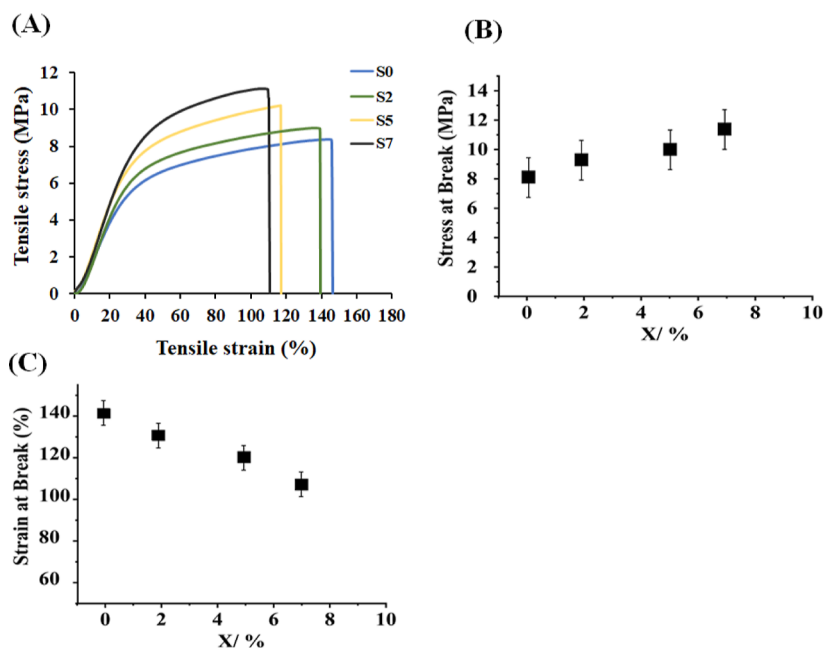 (A)
Tensile stress (MPa)
12
10
8
6
4
2
0
0 20 40 60 80 100 120 140 160 180
Tensile strain (%)
S0
S2
S5
S7
(B)
Stress at Break (MPa)
14
12
10
8
6
4
2
0
0 2 4 6 8 10
X/ %
(C)
Strain at Break (%)
140
120
100
80
60
0 2 4 6 8 10
X/ %